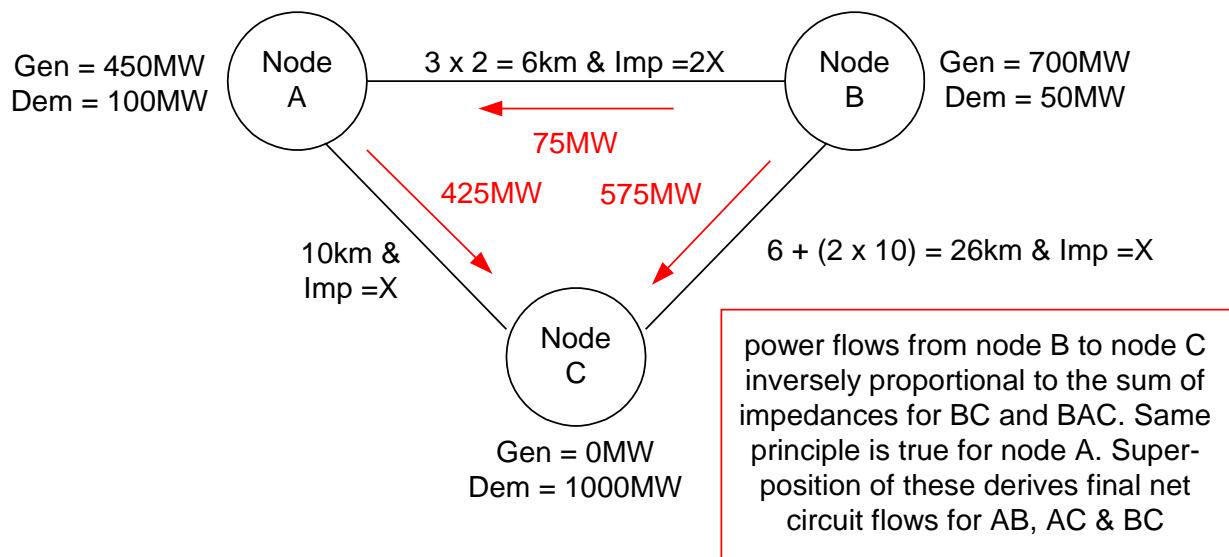 Node
A
Gen = 450MW
Dem = 100MW
3 x 2 = 6km & Imp =2X
Node
B
Gen = 700MW
Dem = 50MW
75MW
425MW
575MW
10km &
Imp =X
6 + (2 x 10) = 26km & Imp =X
Node
C
Gen = 0MW
Dem = 1000MW
power flows from node B to node C
inversely proportional to the sum of
impedances for BC and BAC. Same
principle is true for node A. Super-
position of these derives final net
circuit flows for AB, AC & BC